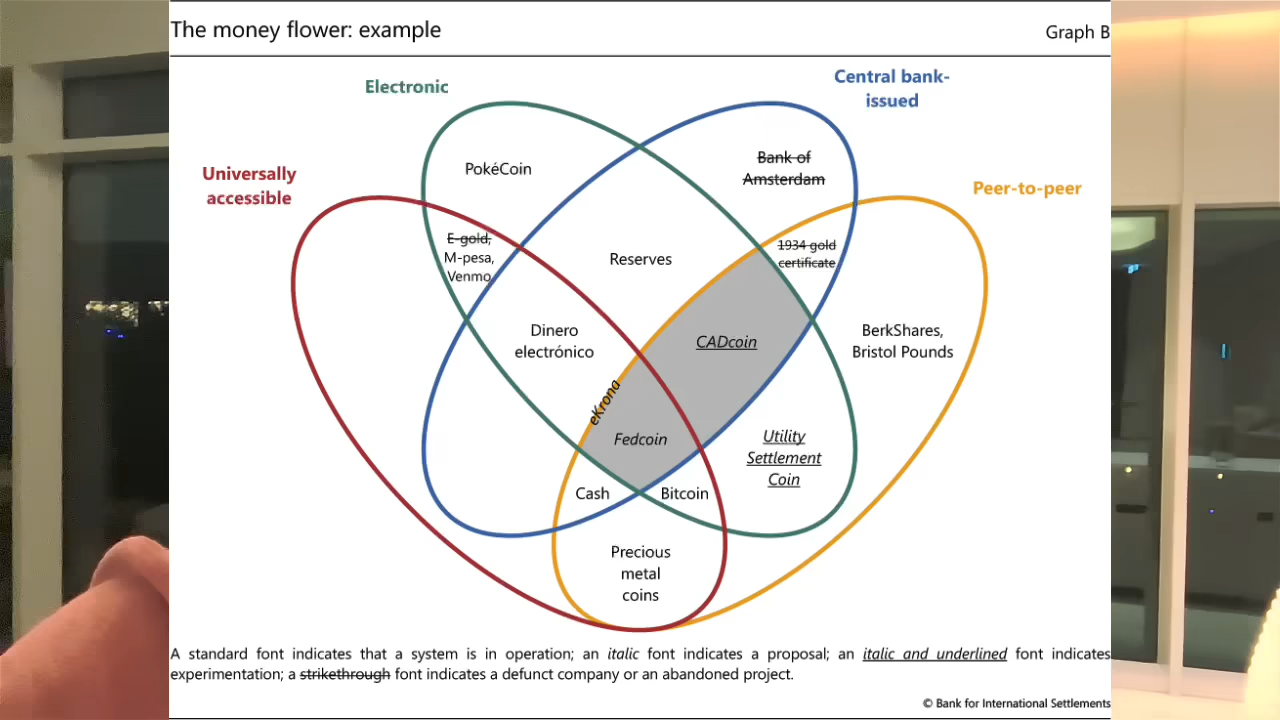 The money flower: example
Graph B
Electronic
Central bank-
issued
Universally
accessible
Peer-to-peer
PokéCoin
Bank of
Amsterdam
E-gold,
M-pesa,
Venmo
Reserves
1934 gold
certificate
Dinero
electrónico
CADcoin
BerkShares,
Bristol Pounds
eKrona
Fedcoin
Utility
Settlement
Coin
Cash
Bitcoin
Precious
metal
coins
A standard font indicates that a system is in operation; an italic font indicates a proposal; an italic and underlined font indicates
experimentation; a strikethrough font indicates a defunct company or an abandoned project.
© Bank for International Settlements